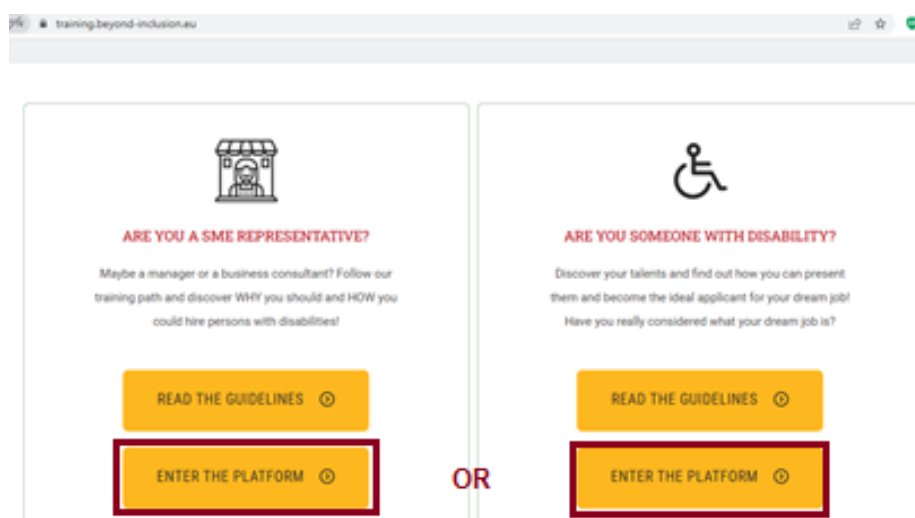 training.beyond-inclusion.eu
ARE YOU A SME REPRESENTATIVE?
Maybe a manager or a business consultant? Follow our
training path and discover WHY you should and HOW you
could hire persons with disabilities!
READ THE GUIDELINES
ENTER THE PLATFORM
OR
ARE YOU SOMEONE WITH DISABILITY?
Discover your talents and find out how you can present
them and become the ideal applicant for your dream job!
Have you really considered what your dream job is?
READ THE GUIDELINES
ENTER THE PLATFORM